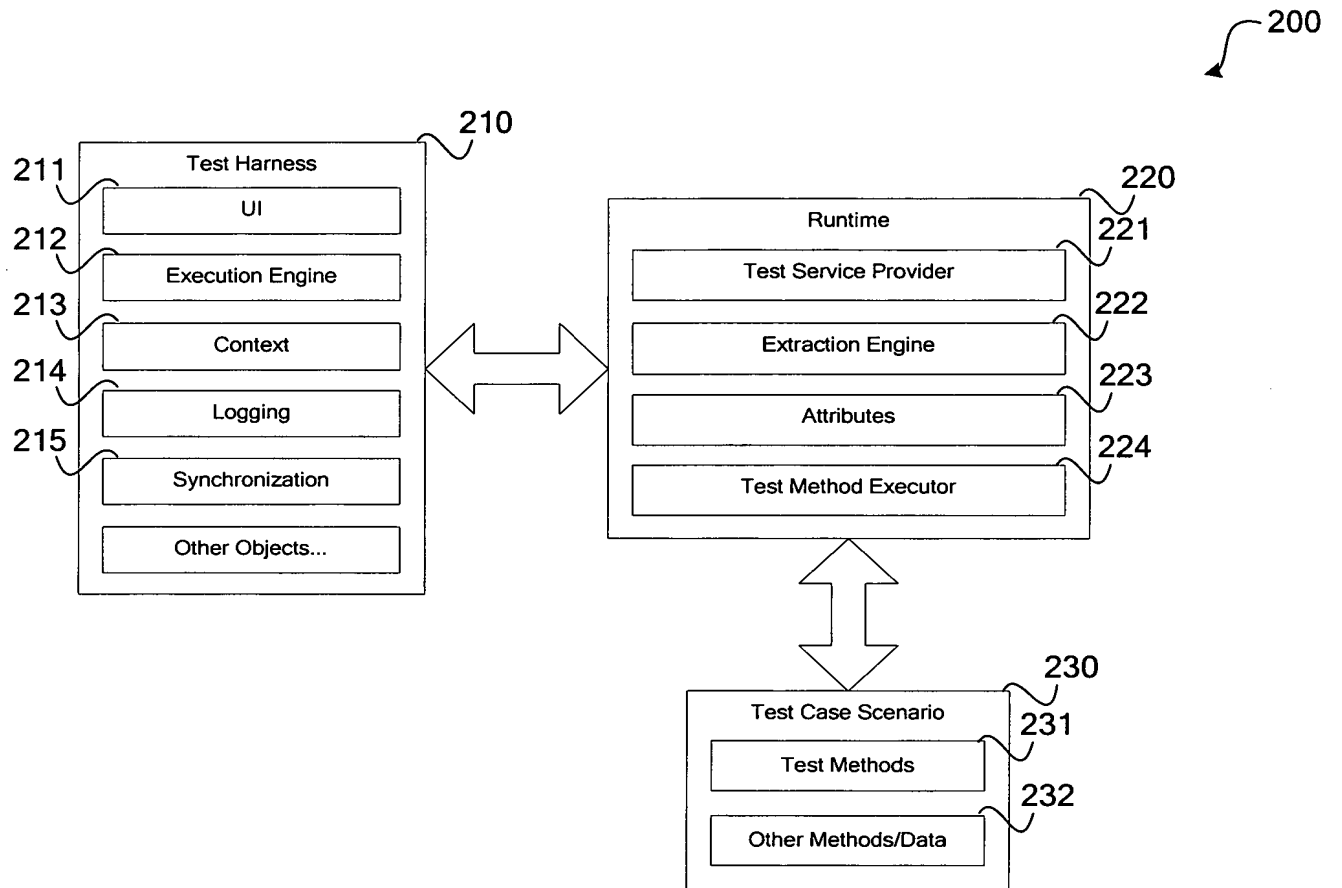 200
210
Test Harness
211
UI
212
Execution Engine
213
Context
214
Logging
215
Synchronization
Other Objects...
220
Runtime
221
Test Service Provider
222
Extraction Engine
223
Attributes
224
Test Method Executor
230
Test Case Scenario
231
Test Methods
232
Other Methods/Data